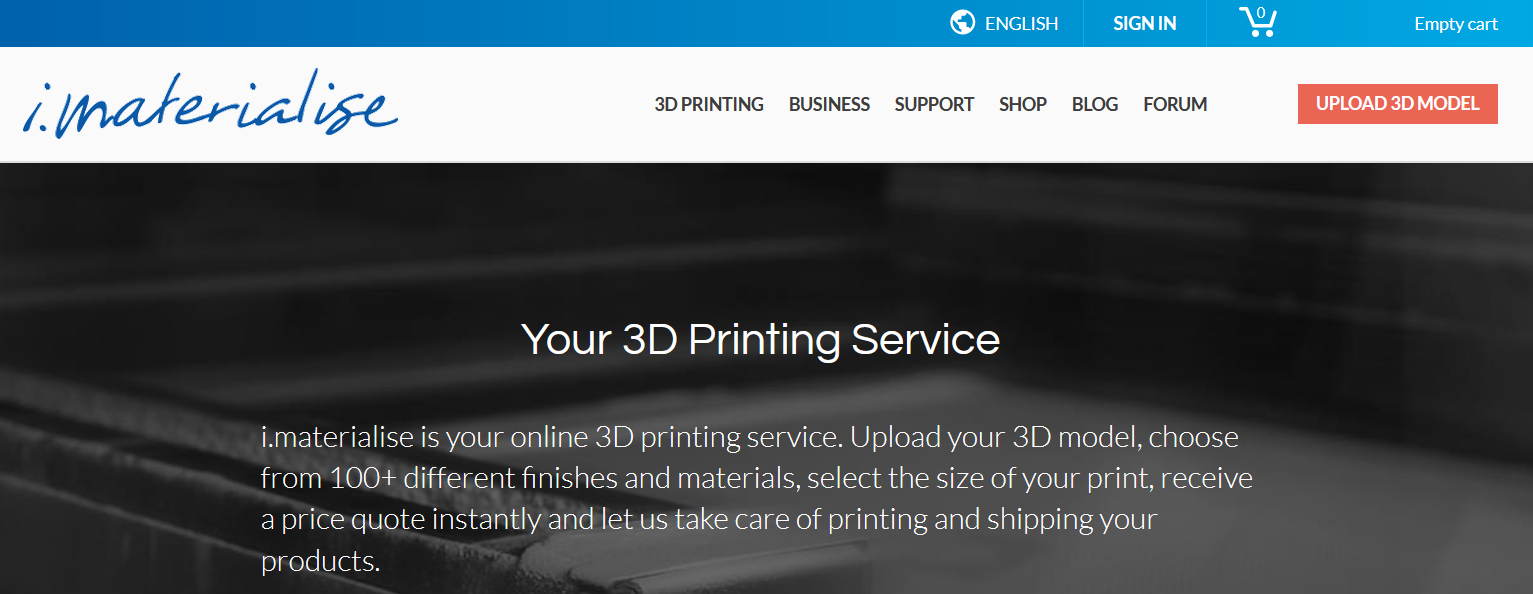 ENGLISH SIGN IN 0 Empty cart
i.materialise 3D PRINTING BUSINESS SUPPORT SHOP BLOG FORUM UPLOAD 3D MODEL
Your 3D Printing Service
i.materialise is your online 3D printing service. Upload your 3D model, choose
from 100+ different finishes and materials, select the size of your print, receive
a price quote instantly and let us take care of printing and shipping your
products.